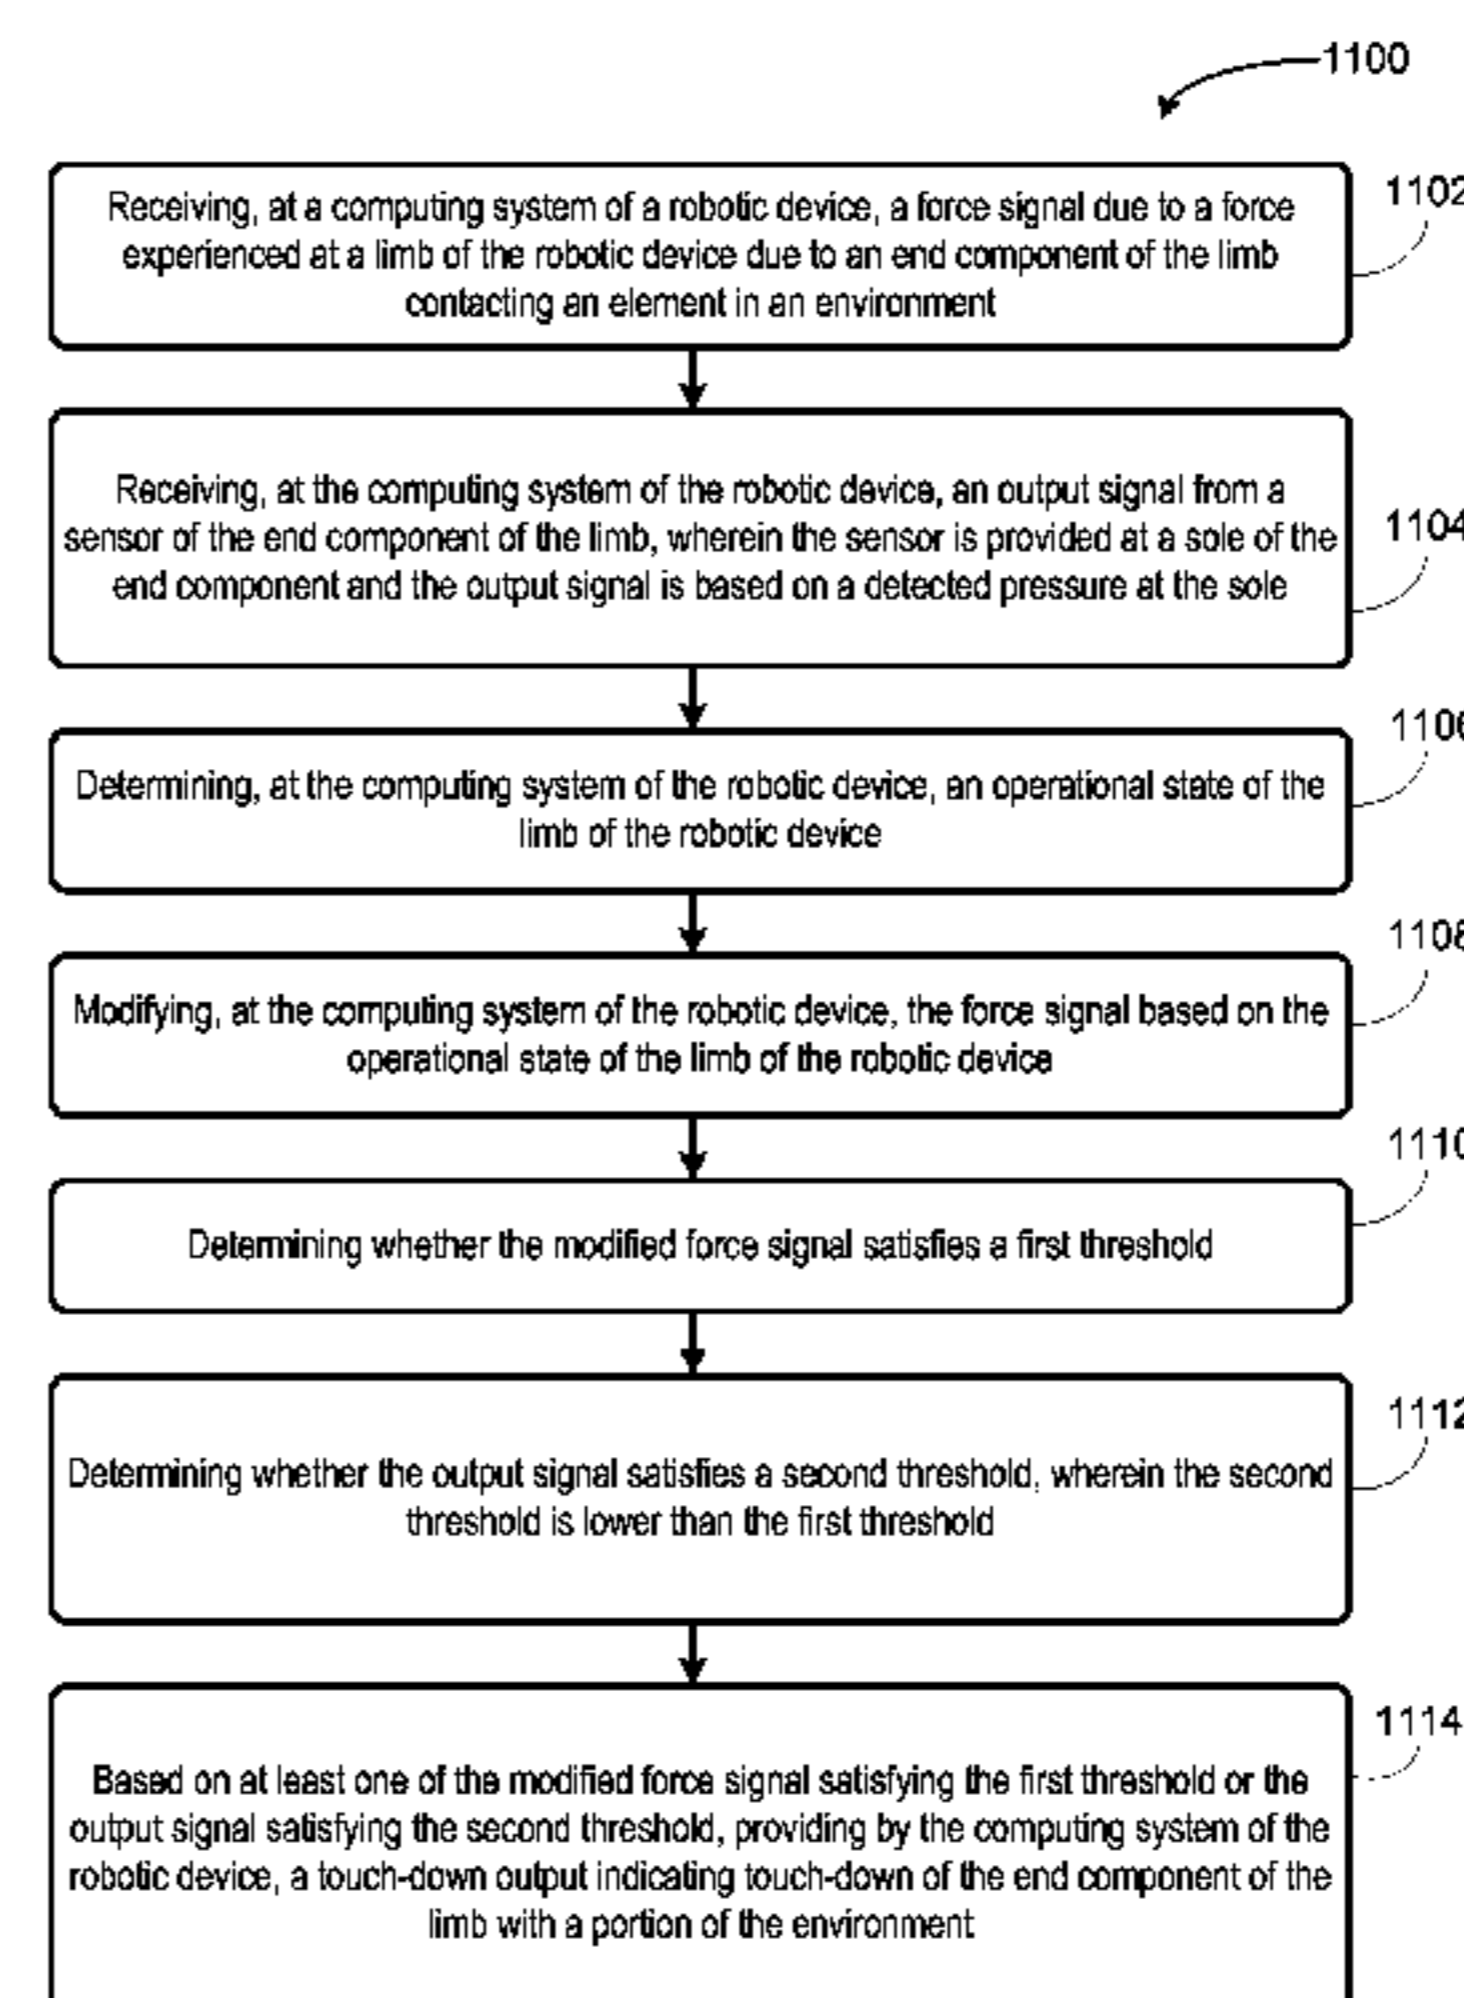 1100
Receiving, at a computing system of a robotic device, a force signal due to a force
experienced at a limb of the robotic device due to an end component of the limb
contacting an element in an environment
1102
Receiving, at the computing system of the robotic device, an output signal from a
sensor of the end component of the limb, wherein the sensor is provided at a sole of the
end component and the output signal is based on a detected pressure at the sole
1104
Determining, at the computing system of the robotic device, an operational state of the
limb of the robotic device
1106
Modifying, at the computing system of the robotic device, the force signal based on the
operational state of the limb of the robotic device
1108
Determining whether the modified force signal satisfies a first threshold
1110
Determining whether the output signal satisfies a second threshold, wherein the second
threshold is lower than the first threshold
1112
Based on at least one of the modified force signal satisfying the first threshold or the
output signal satisfying the second threshold, providing by the computing system of the
robotic device, a touch-down output indicating touch-down of the end component of the
limb with a portion of the environment
1114